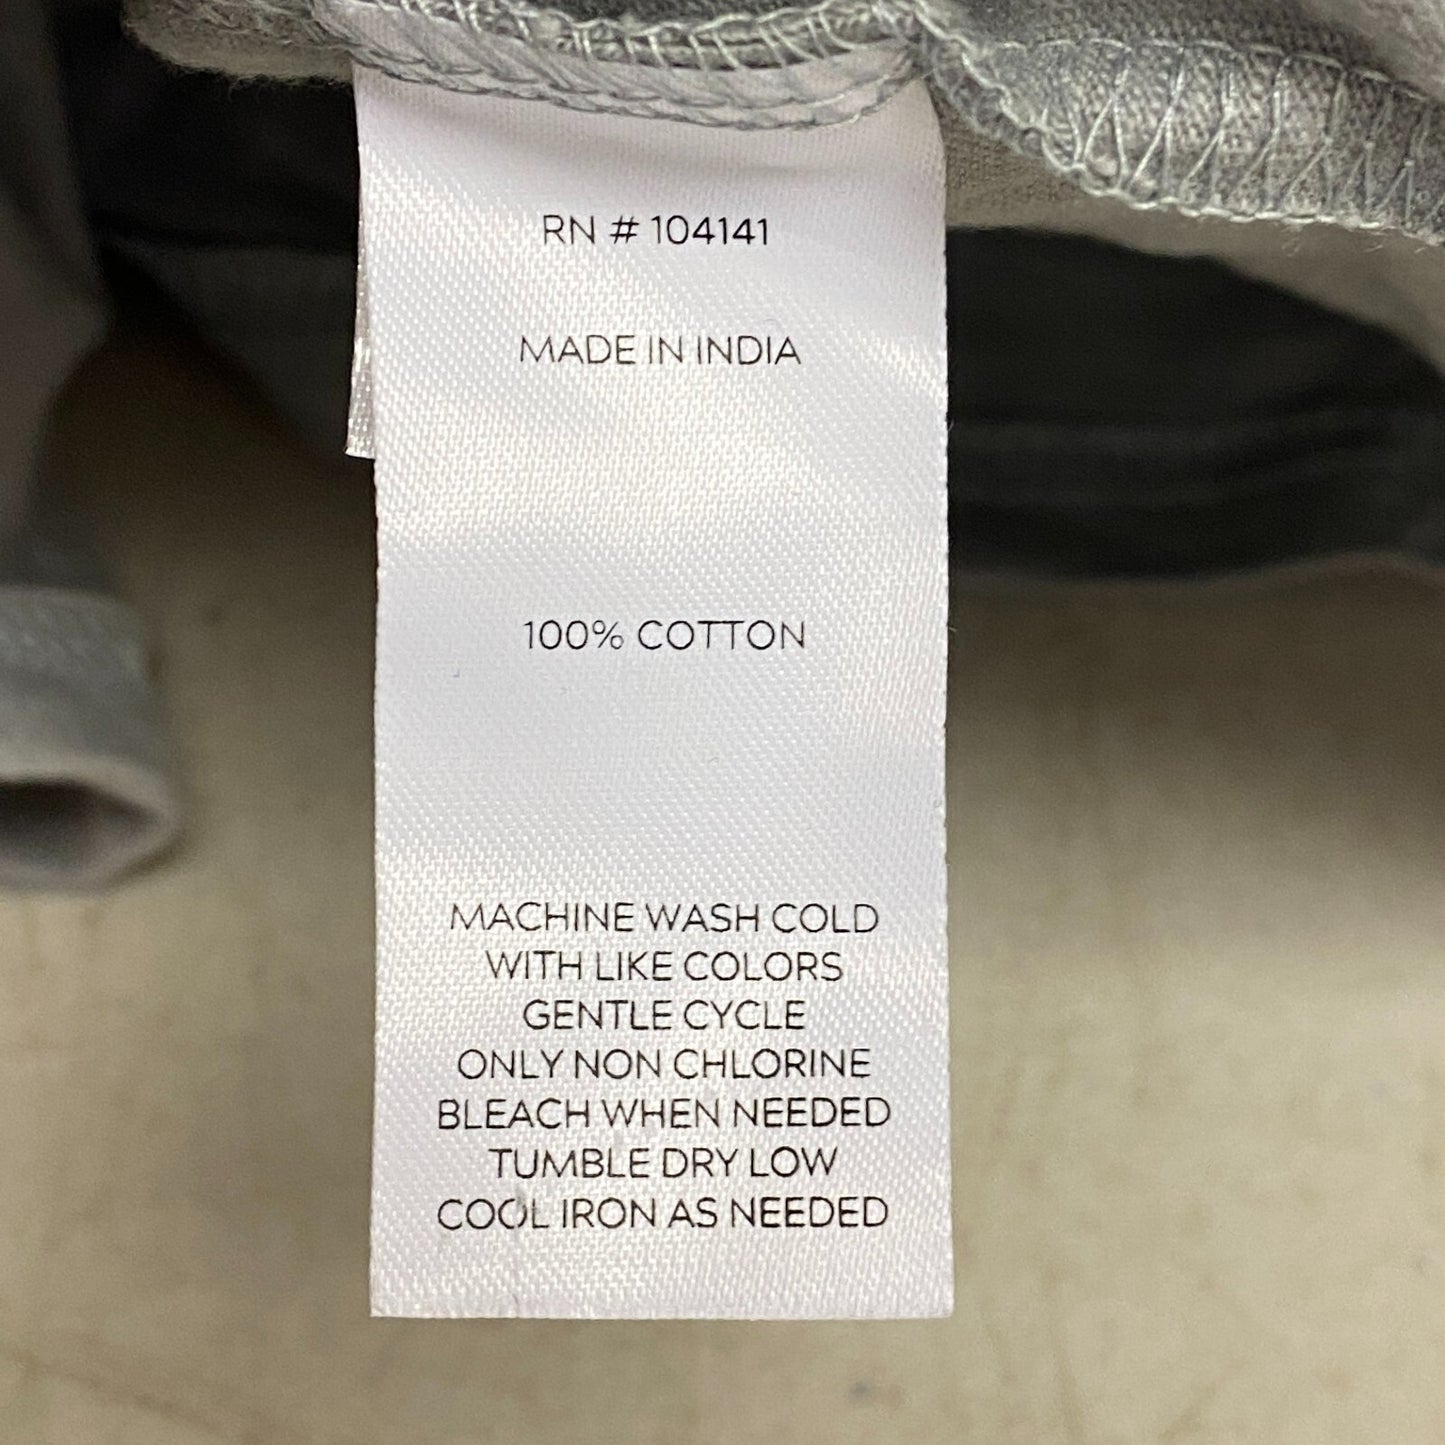 RN # 104141
MADE IN INDIA
100% COTTON
MACHINE WASH COLD
WITH LIKE COLORS
GENTLE CYCLE
ONLY NON CHLORINE
BLEACH WHEN NEEDED
TUMBLE DRY LOW
COOL IRON AS NEEDED